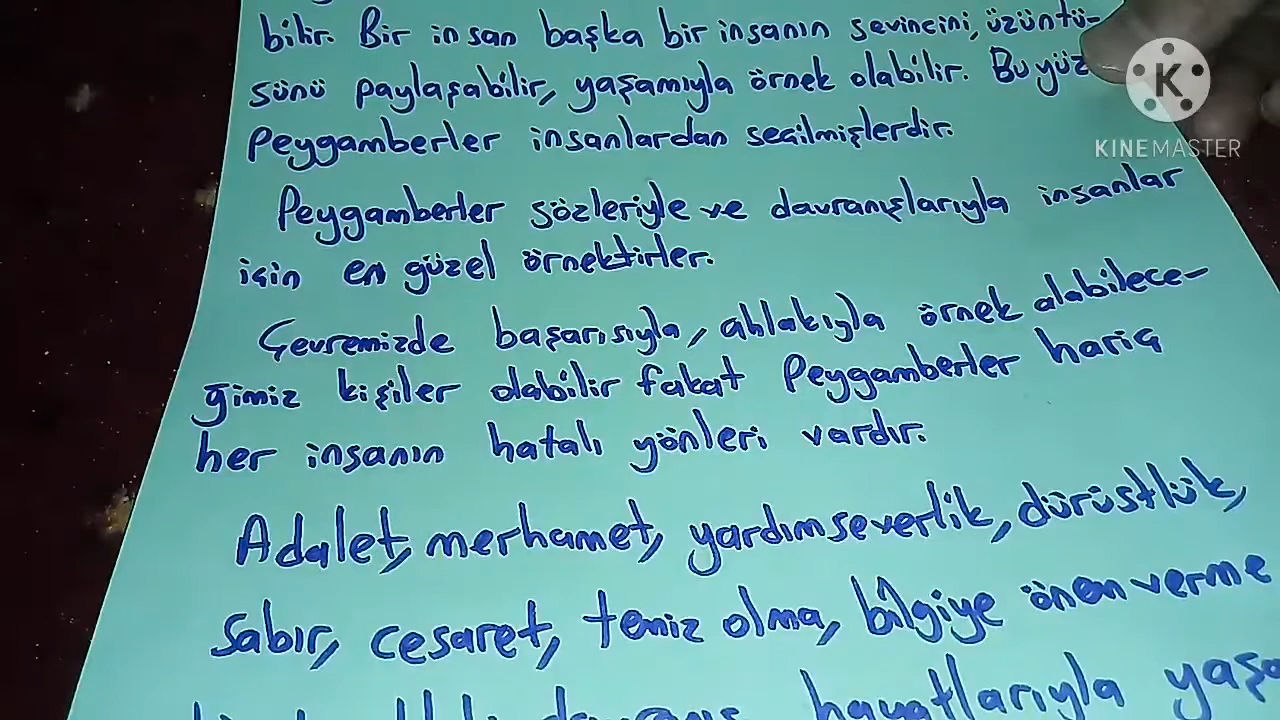 bilir. Bir insan başka bir insanın sevincini, üzüntü-
sünü paylaşabilir, yaşamıyla örnek olabilir. Bu yüz
Peygamberler insanlardan seçilmişlerdir.
Peygamberler sözleriyle ve davranışlarıyla insanlar
için en güzel örnektirler.
Çevremizde başarısıyla, ahlakıyla örnek alabilece-
ğimiz kişiler olabilir fakat Peygamberler hariç
her insanın hatalı yönleri vardır.
Adalet, merhamet, yardımseverlik, dürüstlük,
sabır, cesaret, temiz olma, bilgiye önem verme
hayatlarıyla yaşa
K
KINEMASTER